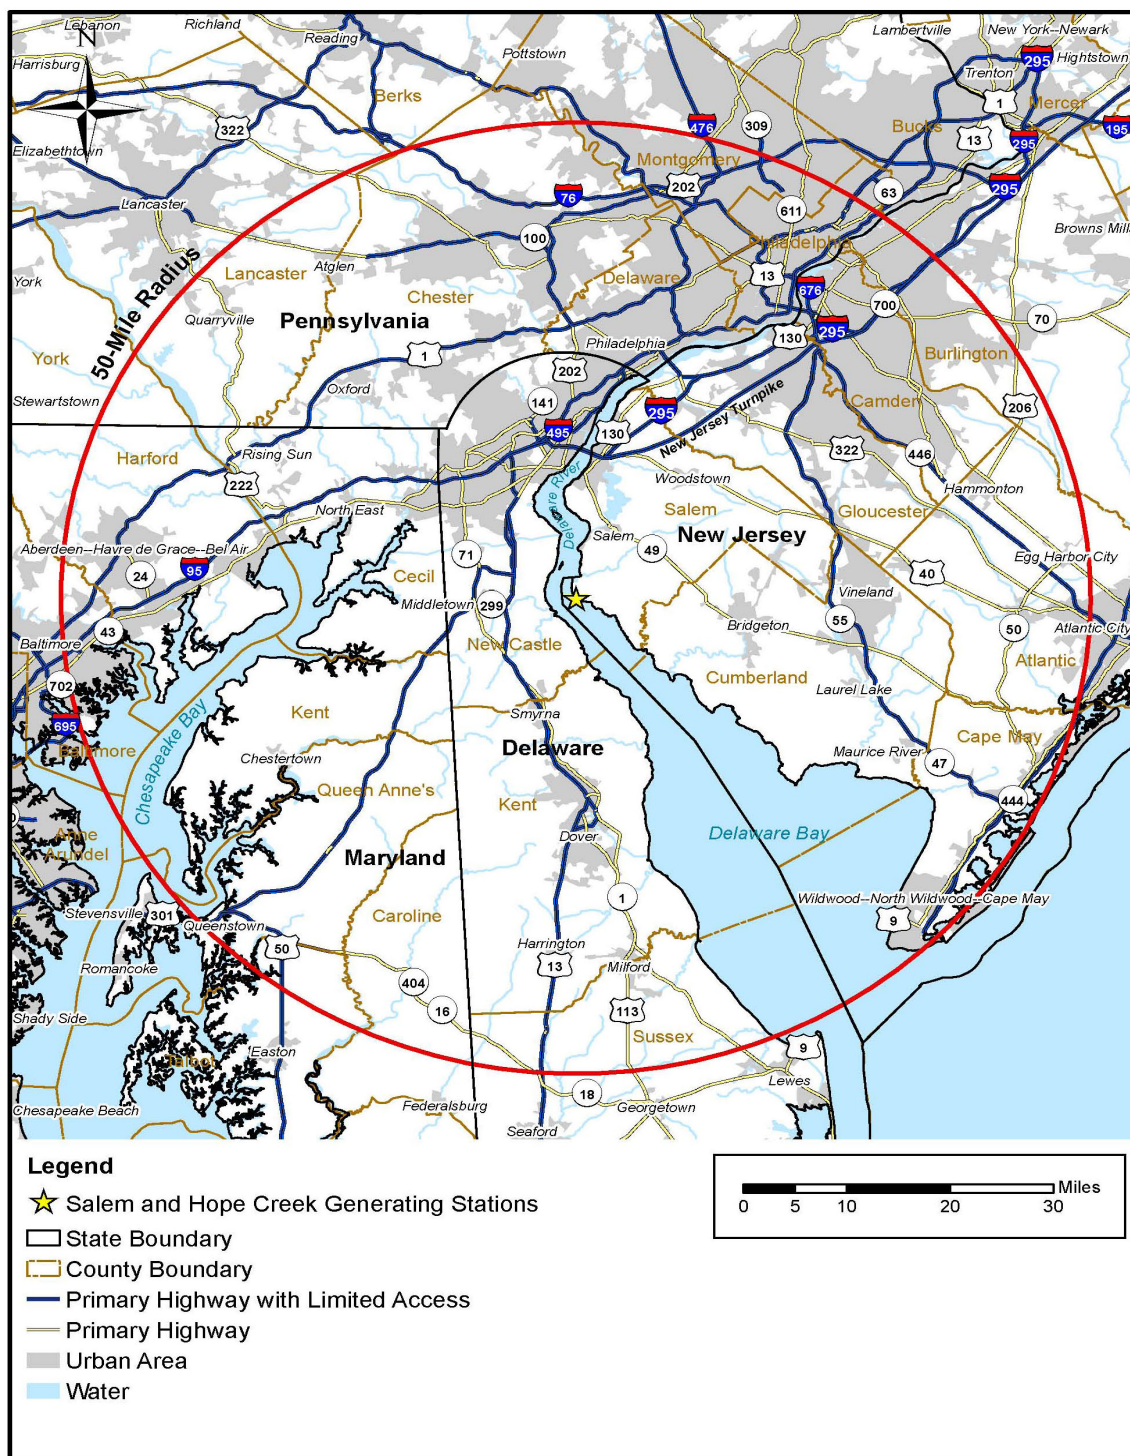 Lebanon
Richland
Lambertville
New York--Newark
N
Reading
Pottstown
295
Hightstown
Harrisburg
Trenton
Berks
1
Mercer
322
476
309
Bucks
13
295
195
Elizabethtown
Montgomery
202
76
63
295
Lancaster
611
100
Philadelphia
Browns Mills
50-Mile Radius
Lancaster
Atglen
Delaware
13
York
Chester
676
700
Quarryville
Pennsylvania
295
70
130
Philadelphia
York
1
202
Burlington
Oxford
New Jersey Turnpike
Stewartstown
141
295
Camden
206
495
130
Harford
Rising Sun
322
446
222
Delaware River
Woodstown
Hammonton
North East
Salem
Gloucester
Salem
New Jersey
Aberdeen--Havre de Grace--Bel Air
71
49
Egg Harbor City
24
95
Cecil
40
Middletown
299
Vineland
43
Bridgeton
55
50
Atlantic City
Baltimore
New Castle
Atlantic
702
Cumberland
Laurel Lake
695
Kent
Smyrna
Cape May
Baltimore
Chesapeake Bay
Chestertown
Delaware
Maurice River
47
Queen Anne's
Kent
444
Anne
Arundel
Dover
Delaware Bay
Maryland
1
Wildwood--North Wildwood--Cape May
Stevensville
301
Caroline
9
Queenstown
50
Harrington
Romancoke
13
Milford
404
16
113
Shady Side
Sussex
9
Talbot
Easton
Lewes
18
Chesapeake Beach
Federalsburg
Georgetown
Seaford
Legend
Salem and Hope Creek Generating Stations
State Boundary
County Boundary
Primary Highway with Limited Access
Primary Highway
Urban Area
Water
Miles
0 5 10 20 30